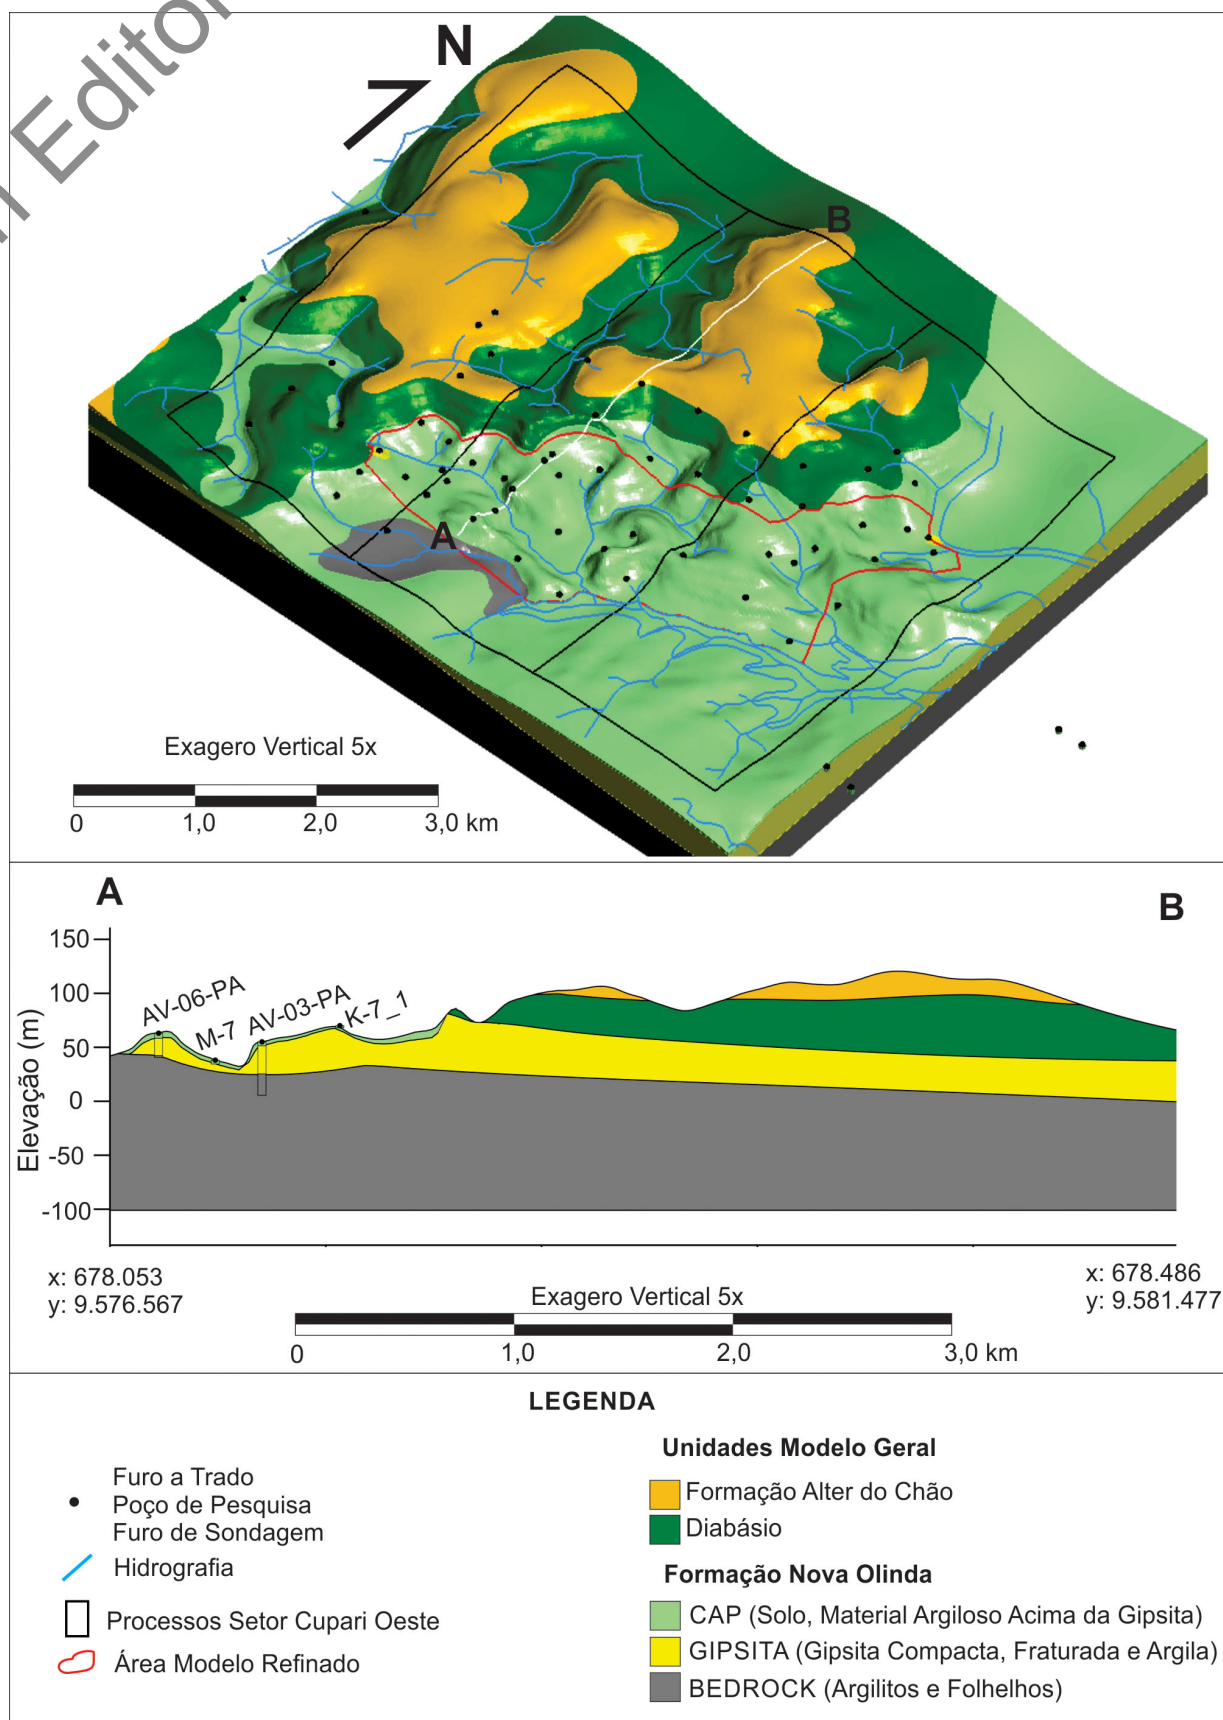 n Editor
N
B
A
Exagero Vertical 5x
0 1,0 2,0 3,0 km
A
B
150
100
50
0
-50
-100
Elevação (m)
AV-06-PA
M-7
AV-03-PA
K-7_1
x: 678.053
y: 9.576.567
x: 678.486
y: 9.581.477
Exagero Vertical 5x
0 1,0 2,0 3,0 km
LEGENDA
Furo a Trado
Poço de Pesquisa
Furo de Sondagem
Hidrografia
Processos Setor Cupari Oeste
Área Modelo Refinado
Unidades Modelo Geral
Formação Alter do Chão
Diabásio
Formação Nova Olinda
CAP (Solo, Material Argiloso Acima da Gipsita)
GIPSITA (Gipsita Compacta, Fraturada e Argila)
BEDROCK (Argilitos e Folhelhos)